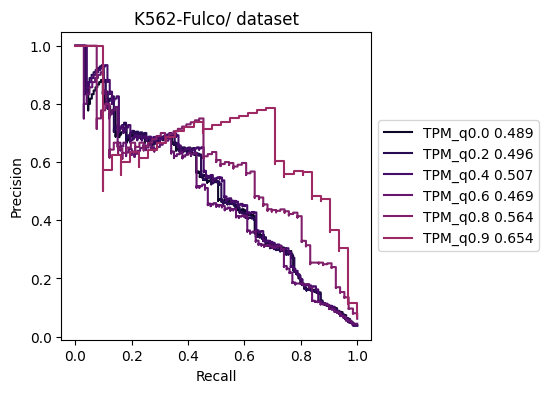 K562-Fulco/ dataset
1.0
0.8
0.6
0.4
0.2
0.0
Precision
0.0 0.2 0.4 0.6 0.8 1.0
Recall
TPM_q0.0 0.489
TPM_q0.2 0.496
TPM_q0.4 0.507
TPM_q0.6 0.469
TPM_q0.8 0.564
TPM_q0.9 0.654